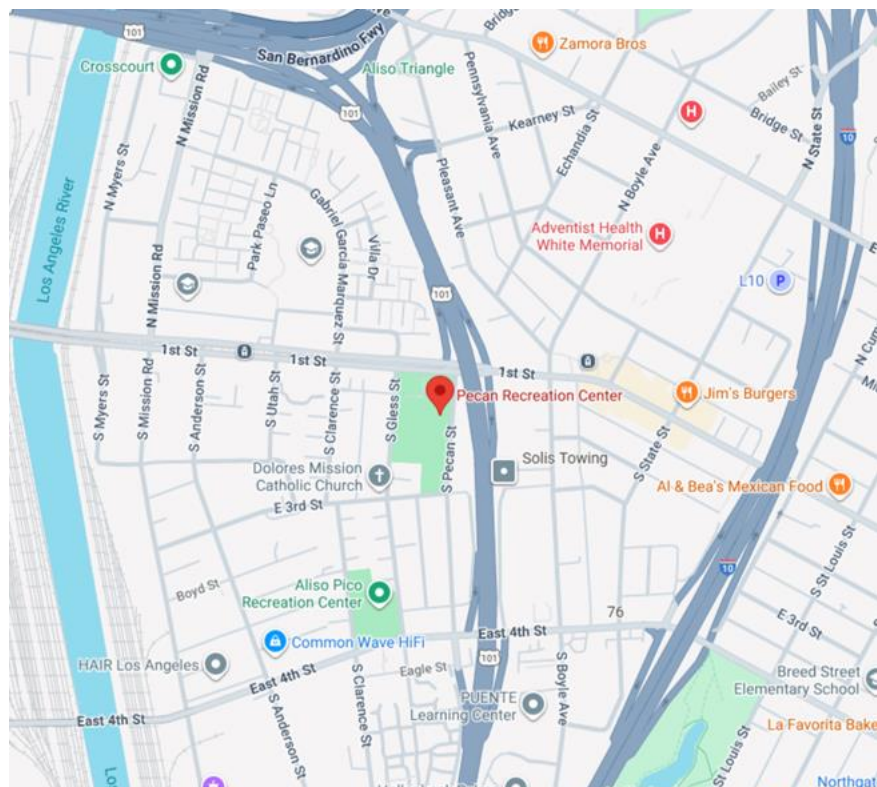 101
San Bernardino Fwy
Ave
Crosscourt
Aliso Triangle
101
Zamora Bros
Bridge
Bailey St
Bridge St
N State St
10
N Mission Rd
N Myers St
Pennsylvania Ave
Kearney St
Echandia St
N Boyle Ave
H
Pleasant Ave
Los Angeles River
Park Paseo Ln
Gabriel Garcia Marquez St
Villa Dr
Adventist Health
White Memorial
H
L10
P
E
101
N Mission Rd
1st St
1st St
1st St
N Cum
S Myers St
S Mission Rd
S Anderson St
S Utah St
S Clarence St
S Gless St
S Pecan St
Pecan Recreation Center
Jim's Burgers
S State St
Dolores Mission
Catholic Church
Solis Towing
Al & Bea's Mexican Food
E 3rd St
S St Louis St
10
Boyd St
Aliso Pico
Recreation Center
76
E 3rd St
Common Wave HiFi
East 4th St
HAIR Los Angeles
101
Eagle St
East 4th St
S Boyle Ave
Breed Street
Elementary School
East 4th St
S Anderson St
S Clarence St
PUENTE
Learning Center
La Favorita Bake
St Louis St
Lo
Northgat